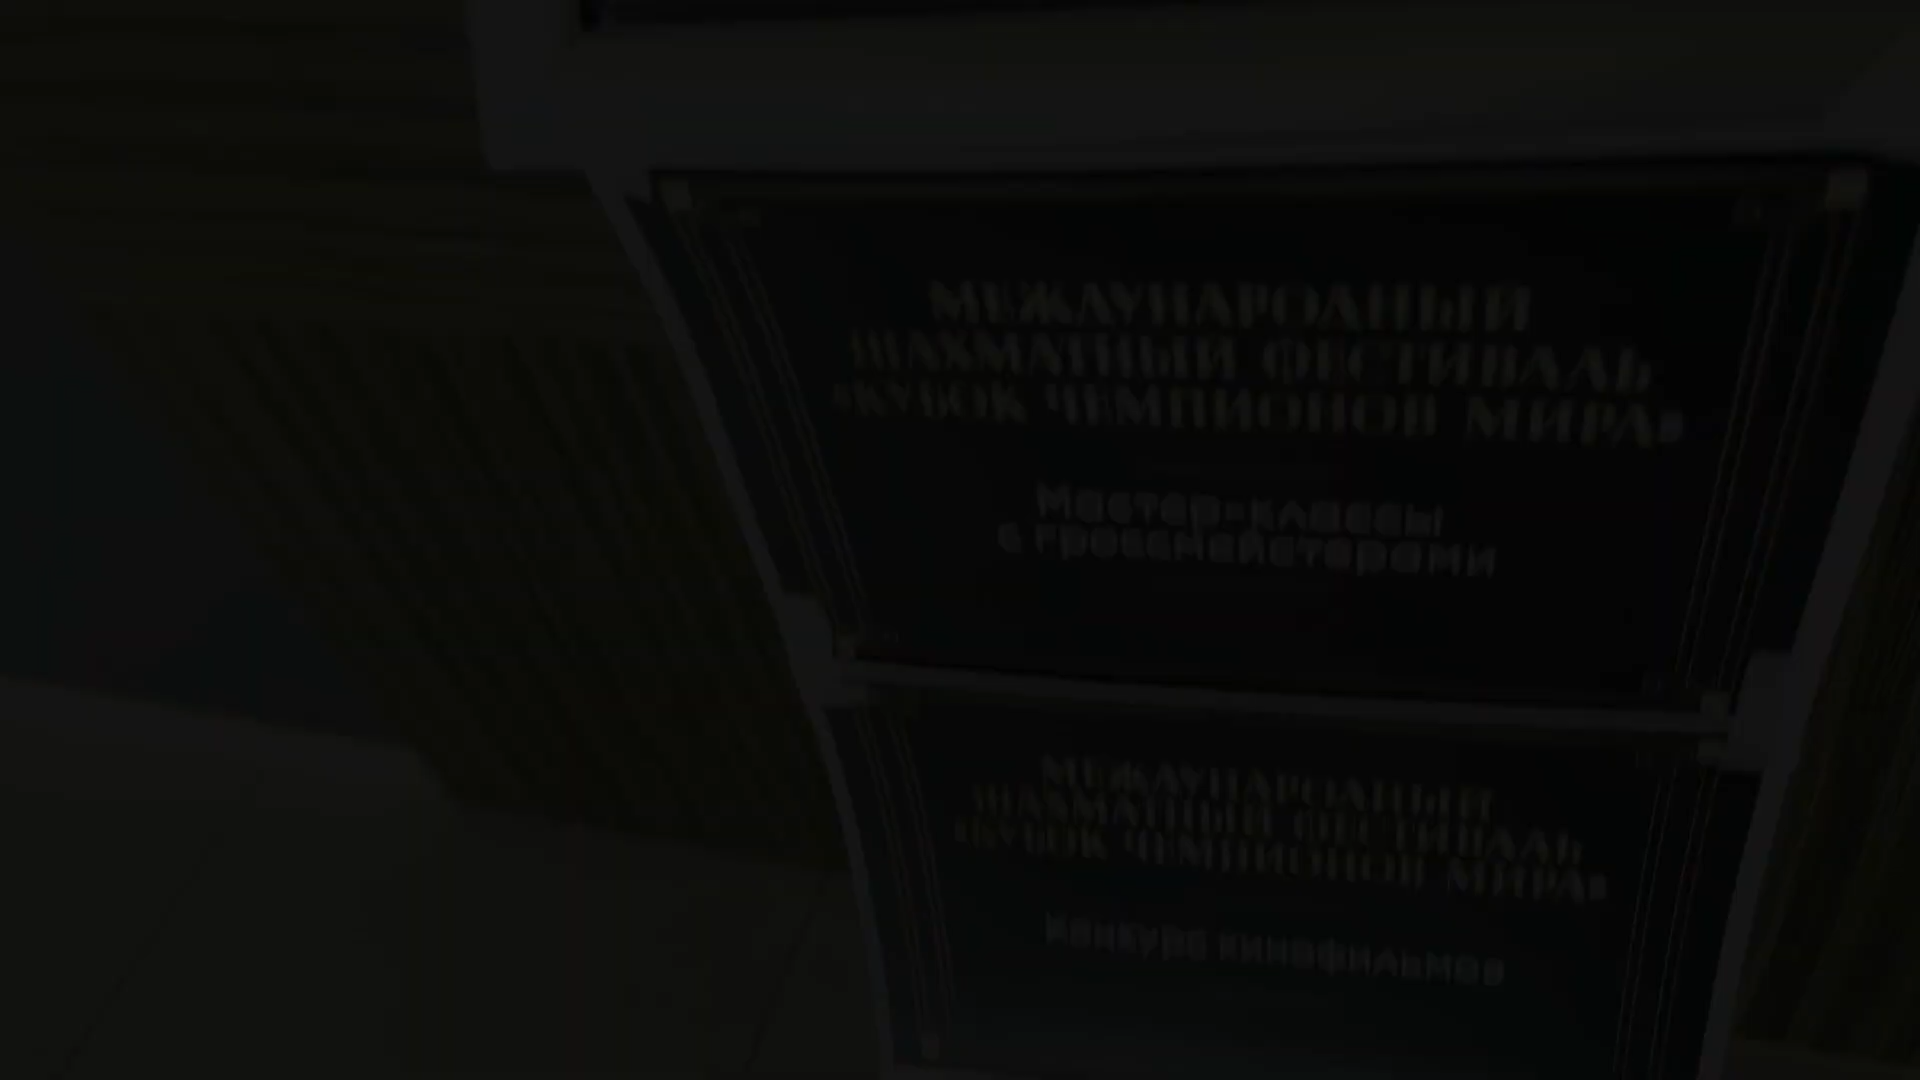 МЕЖДУНАРОДНЫЙ
ШАХМАТНЫЙ ФЕСТИВАЛЬ
«КУБОК ЧЕМПИОНОВ МИРА»
Мастер-классы
с гроссмейстерами
МЕЖДУНАРОДНЫЙ
ШАХМАТНЫЙ ФЕСТИВАЛЬ
«КУБОК ЧЕМПИОНОВ МИРА»
Конкурс кинофильмов